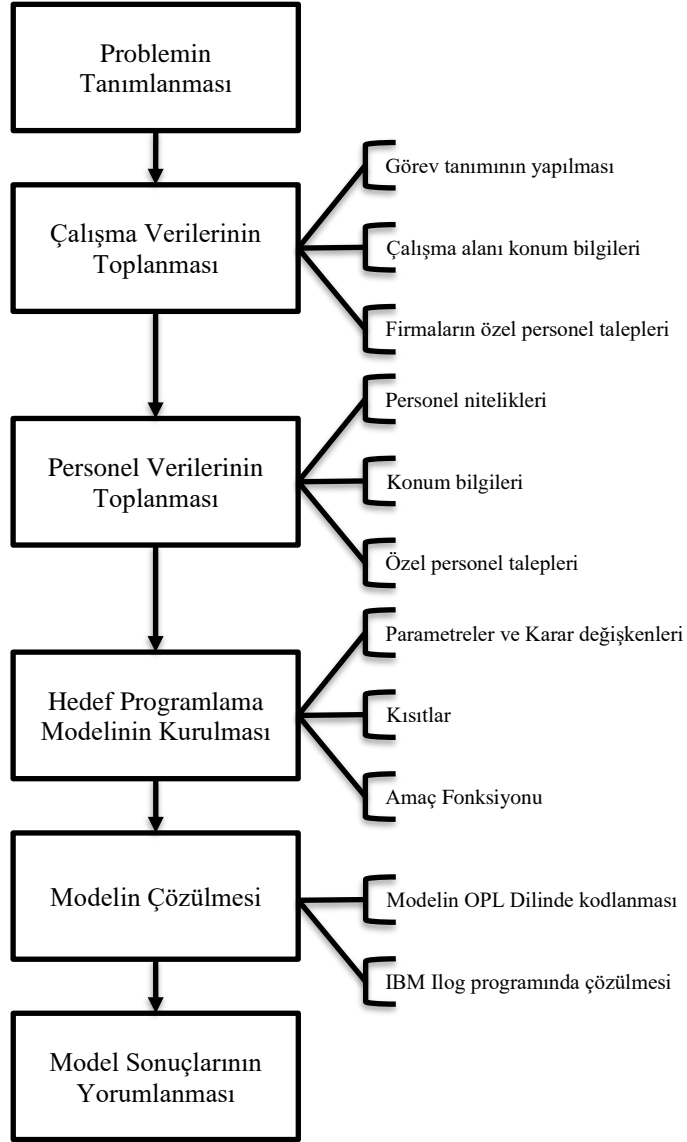 Problemin
Tanımlanması
Görev tanımının yapılması
Çalışma Verilerinin
Toplanması
Çalışma alanı konum bilgileri
Firmaların özel personel talepleri
Personel nitelikleri
Personel Verilerinin
Toplanması
Konum bilgileri
Özel personel talepleri
Parametreler ve Karar değişkenleri
Hedef Programlama
Modelinin Kurulması
Kısıtlar
Amaç Fonksiyonu
Modelin Çözülmesi
Modelin OPL Dilinde kodlanması
IBM Ilog programında çözülmesi
Model Sonuçlarının
Yorumlanması